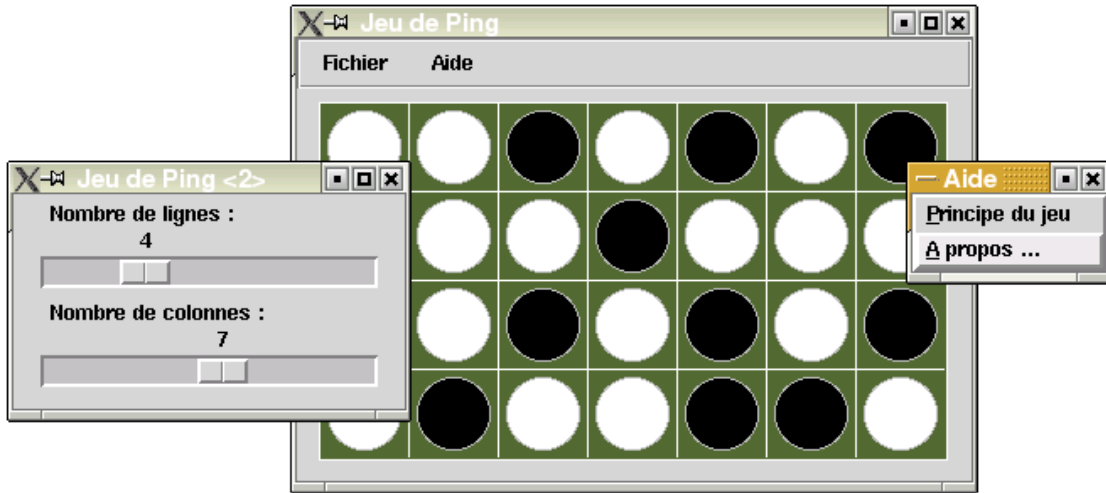 Jeu de Ping
Fichier Aide
Jeu de Ping <2>
Nombre de lignes :
4
Nombre de colonnes :
7
Aide
Principe du jeu
A propos ...